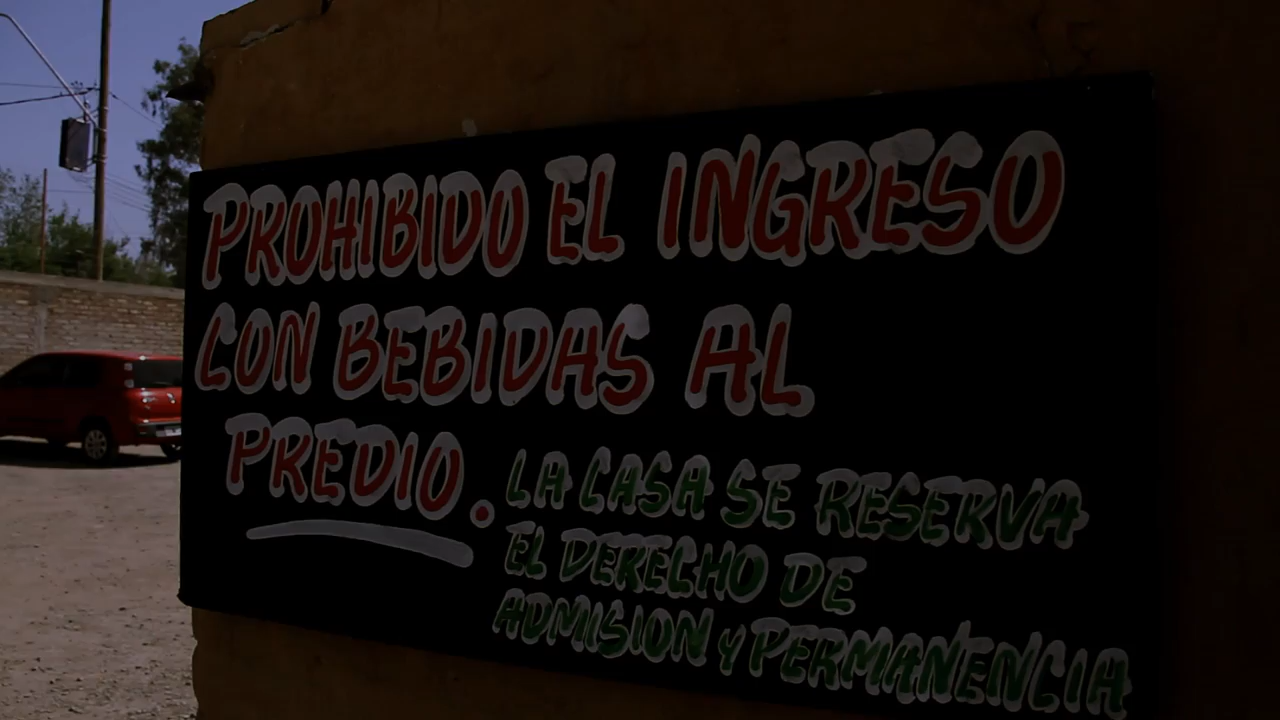 PROHIBIDO EL INGRESO
CON BEBIDAS AL
PREDIO.
LA CASA SE RESERVA
EL DERECHO DE
ADMISION y PERMANENCIA